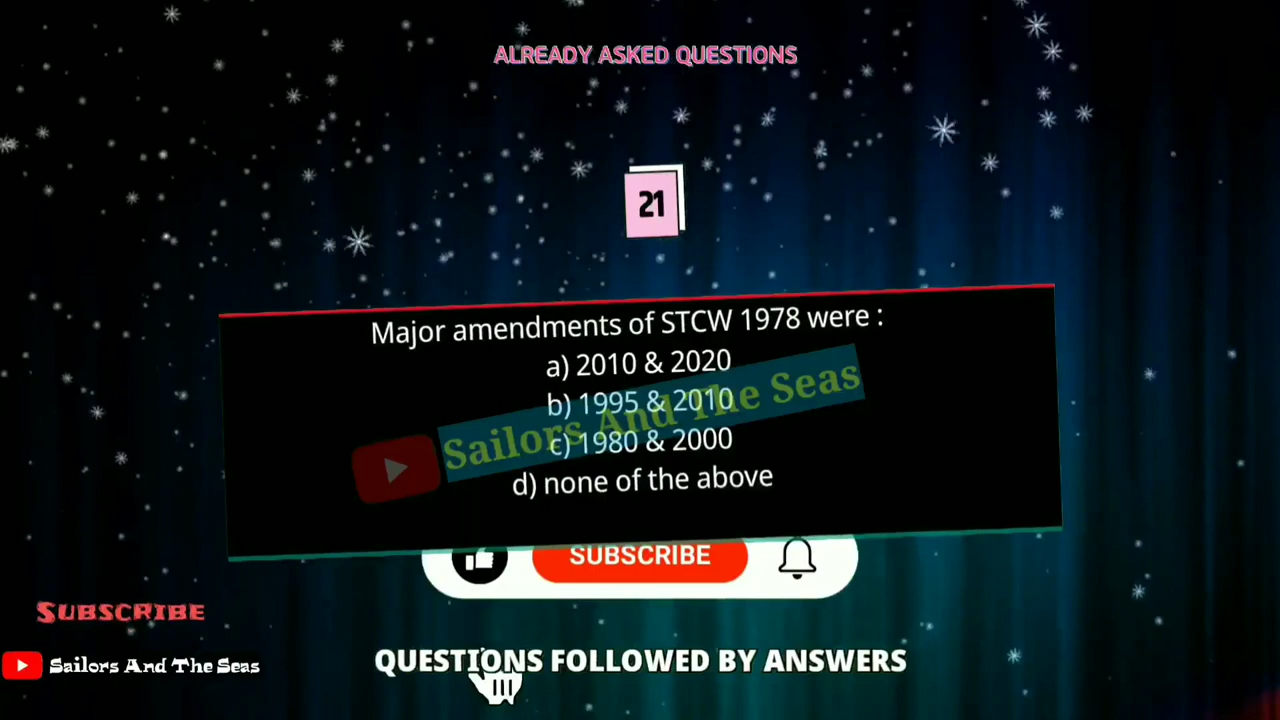 ALREADY ASKED QUESTIONS
21
Major amendments of STCW 1978 were :
a) 2010 & 2020
b) 1995 & 2010
c) 1980 & 2000
d) none of the above
Sailors And The Seas
SUBSCRIBE
SUBSCRIBE
Sailors And The Seas
QUESTIONS FOLLOWED BY ANSWERS